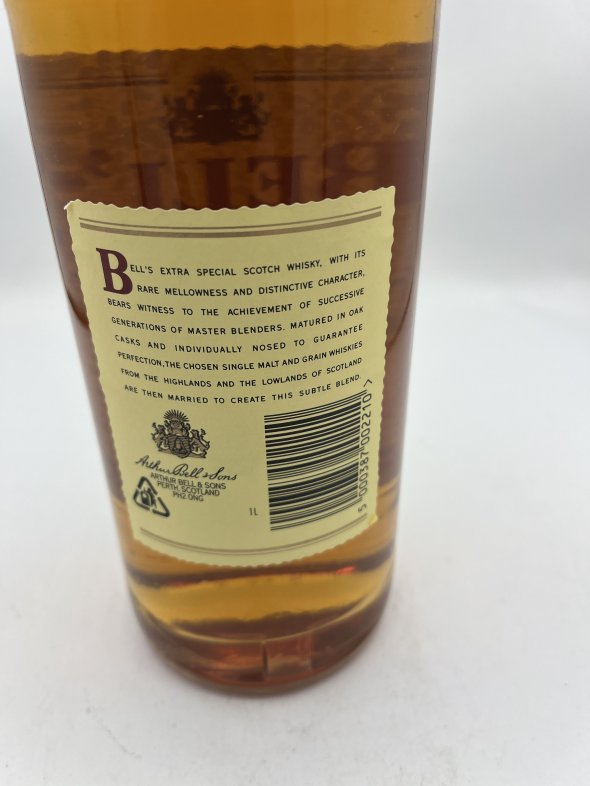 BELL'S EXTRA SPECIAL SCOTCH WHISKY, WITH ITS
RARE MELLOWNESS AND DISTINCTIVE CHARACTER,
BEARS WITNESS TO THE ACHIEVEMENT OF SUCCESSIVE
GENERATIONS OF MASTER BLENDERS. MATURED IN OAK
CASKS AND INDIVIDUALLY NOSED TO GUARANTEE
PERFECTION,THE CHOSEN SINGLE MALT AND GRAIN WHISKIES
FROM THE HIGHLANDS AND THE LOWLANDS OF SCOTLAND
ARE THEN MARRIED TO CREATE THIS SUBTLE BLEND.
Arthur Bell & Sons
ARTHUR BELL & SONS
PERTH, SCOTLAND
PH2 0NG
1L
5 000387 002210 >